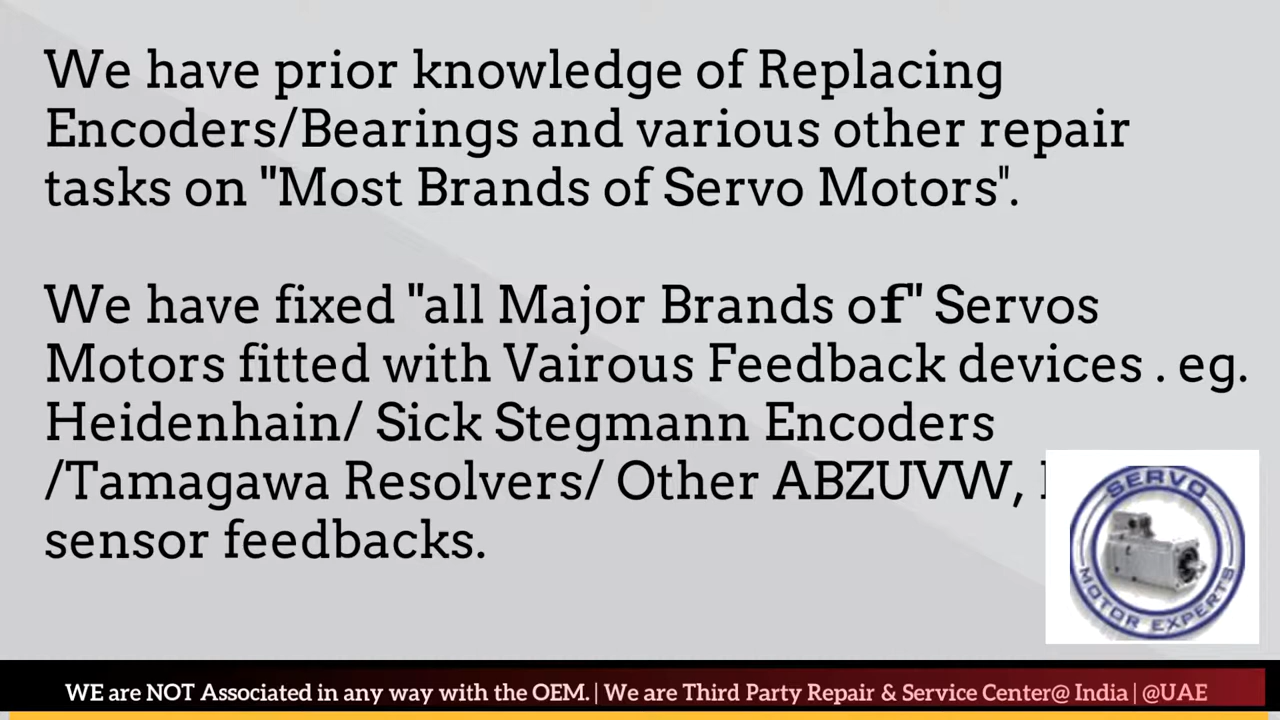 We have prior knowledge of Replacing
Encoders/Bearings and various other repair
tasks on "Most Brands of Servo Motors".
We have fixed "all Major Brands of" Servos
Motors fitted with Vairous Feedback devices . eg.
Heidenhain/ Sick Stegmann Encoders
/Tamagawa Resolvers/ Other ABZUVW,
sensor feedbacks.
SERVO
MOTOR EXPERTS
WE are NOT Associated in any way with the OEM. | We are Third Party Repair & Service Center@ India | @UAE